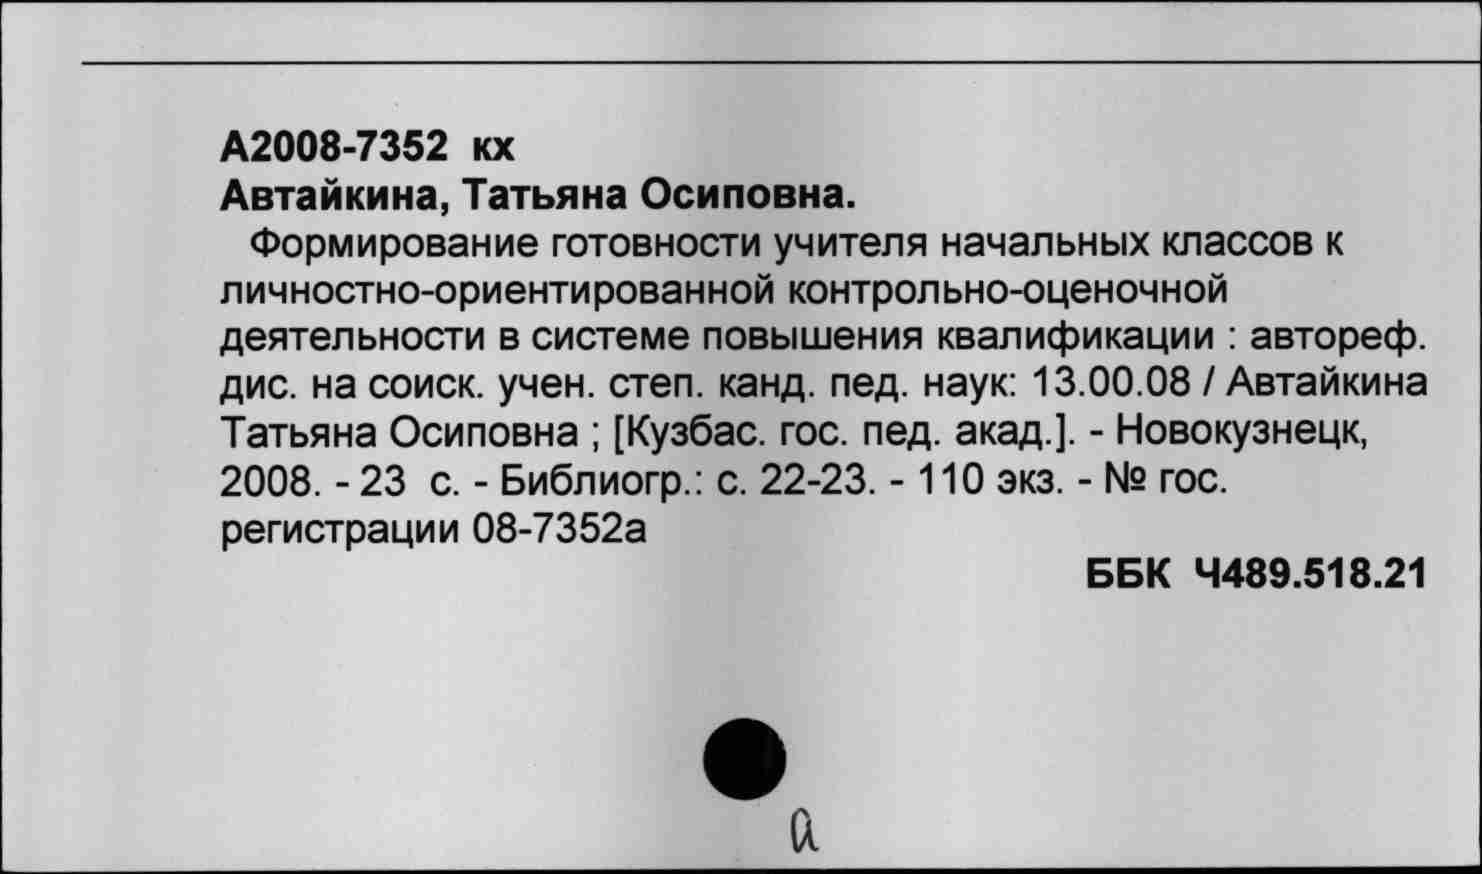 А2008-7352 кх
Автайкина, Татьяна Осиповна.
Формирование готовности учителя начальных классов к
личностно-ориентированной контрольно-оценочной
деятельности в системе повышения квалификации : автореф.
дис. на соиск. учен. степ. канд. пед. наук: 13.00.08 / Автайкина
Татьяна Осиповна ; [Кузбас. гос. пед. акад.]. - Новокузнецк,
2008. - 23 с. - Библиогр.: с. 22-23. - 110 экз. - № гос.
регистрации 08-7352а
ББК Ч489.518.21
а